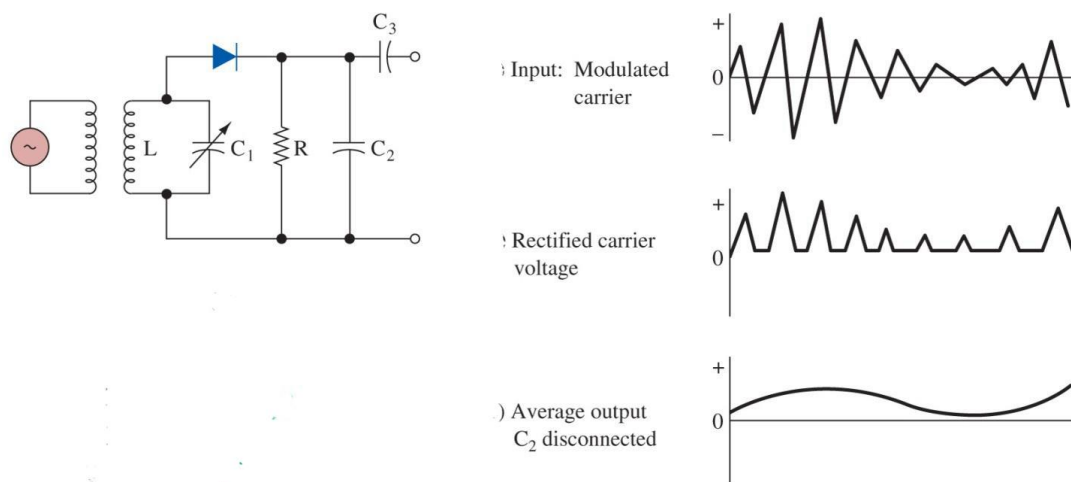 C₃
L
C₁
R
C₂
~
Input: Modulated
carrier
+
0
−
Rectified carrier
voltage
+
0
) Average output
C₂ disconnected
+
0